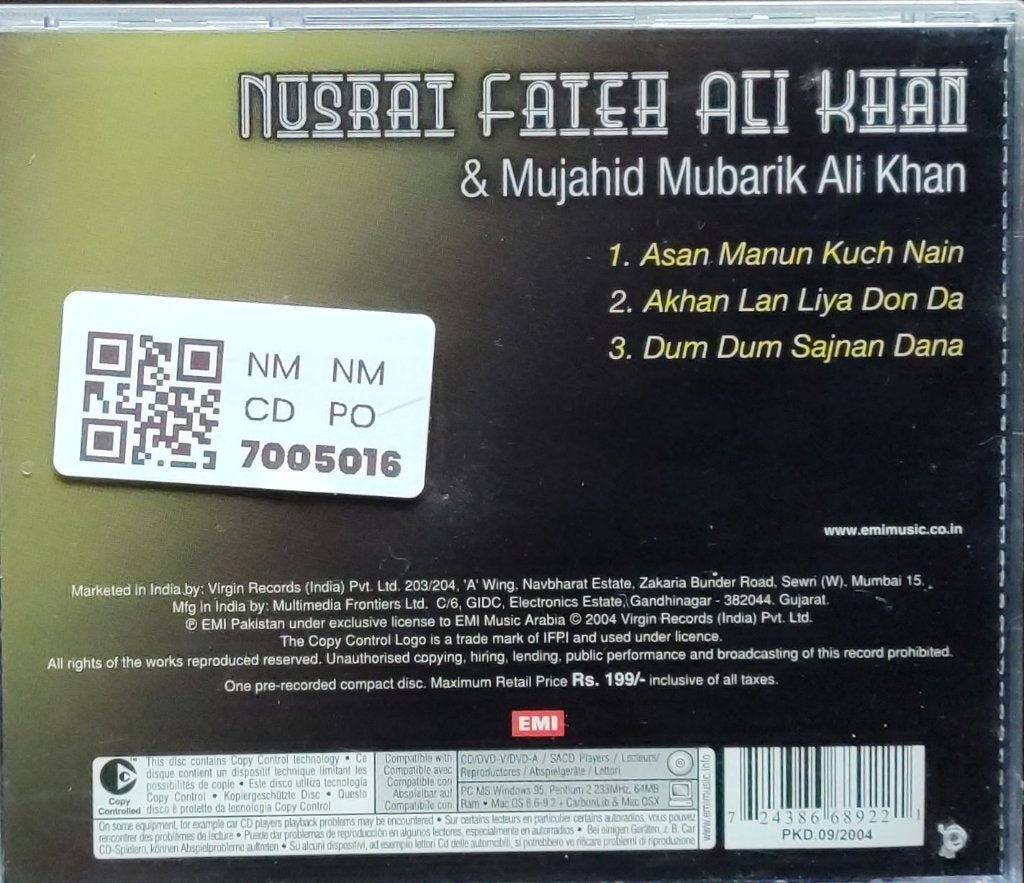 NUSRAT FATEH ALI KHAN
& Mujahid Mubarik Ali Khan
1. Asan Manun Kuch Nain
2. Akhan Lan Liya Don Da
3. Dum Dum Sajnan Dana
NM NM
CD PO
7005016
www.emimusic.co.in
Marketed in India by: Virgin Records (India) Pvt. Ltd. 203/204, 'A' Wing, Navbharat Estate, Zakaria Bunder Road, Sewri (W), Mumbai 15.
Mfg in India by: Multimedia Frontiers Ltd. C/6, GIDC, Electronics Estate, Gandhinagar - 382044. Gujarat.
℗ EMI Pakistan under exclusive license to EMI Music Arabia © 2004 Virgin Records (India) Pvt. Ltd.
The Copy Control Logo is a trade mark of IFPI and used under licence.
All rights of the works reproduced reserved. Unauthorised copying, hiring, lending, public performance and broadcasting of this record prohibited.
One pre-recorded compact disc. Maximum Retail Price Rs. 199/- inclusive of all taxes.
EMI
Copy
Controlled
This disc contains Copy Control technology • Ce
disque contient un dispositif technique limitant les
possibilités de copie • Este disco utiliza tecnología
Copy Control • Kopiergeschützte Disc • Questo
disco è protetto da tecnologia Copy Control
Compatible with
Compatible avec
Compatible con
Abspielbar auf
Compatibile con
CD/DVD-V/DVD-A / SACD Players / Lecteurs/
Reproductores / Abspielgeräte / Lettori
PC MS Windows 95, Pentium 2 233MHz, 64MB
Ram • Mac OS 8.6-9.2 + CarbonLib & Mac OSX
www.emimusic.info
On some equipment, for example car CD players playback problems may be encountered • Sur certains lecteurs en particulier certains autoradios, vous pouvez
rencontrer des problèmes de lecture • Puede dar problemas de reproducción en algunos lectores, especialmente en autorradios • Bei einigen Geräten, z. B. Car
CD-Spielern, können Abspielprobleme auftreten • Su alcuni dispositivi, ad esempio lettori Cd delle automobili, si potrebbero verificare problemi di riproduzione
7 24386 68922 1
PKD.09/2004